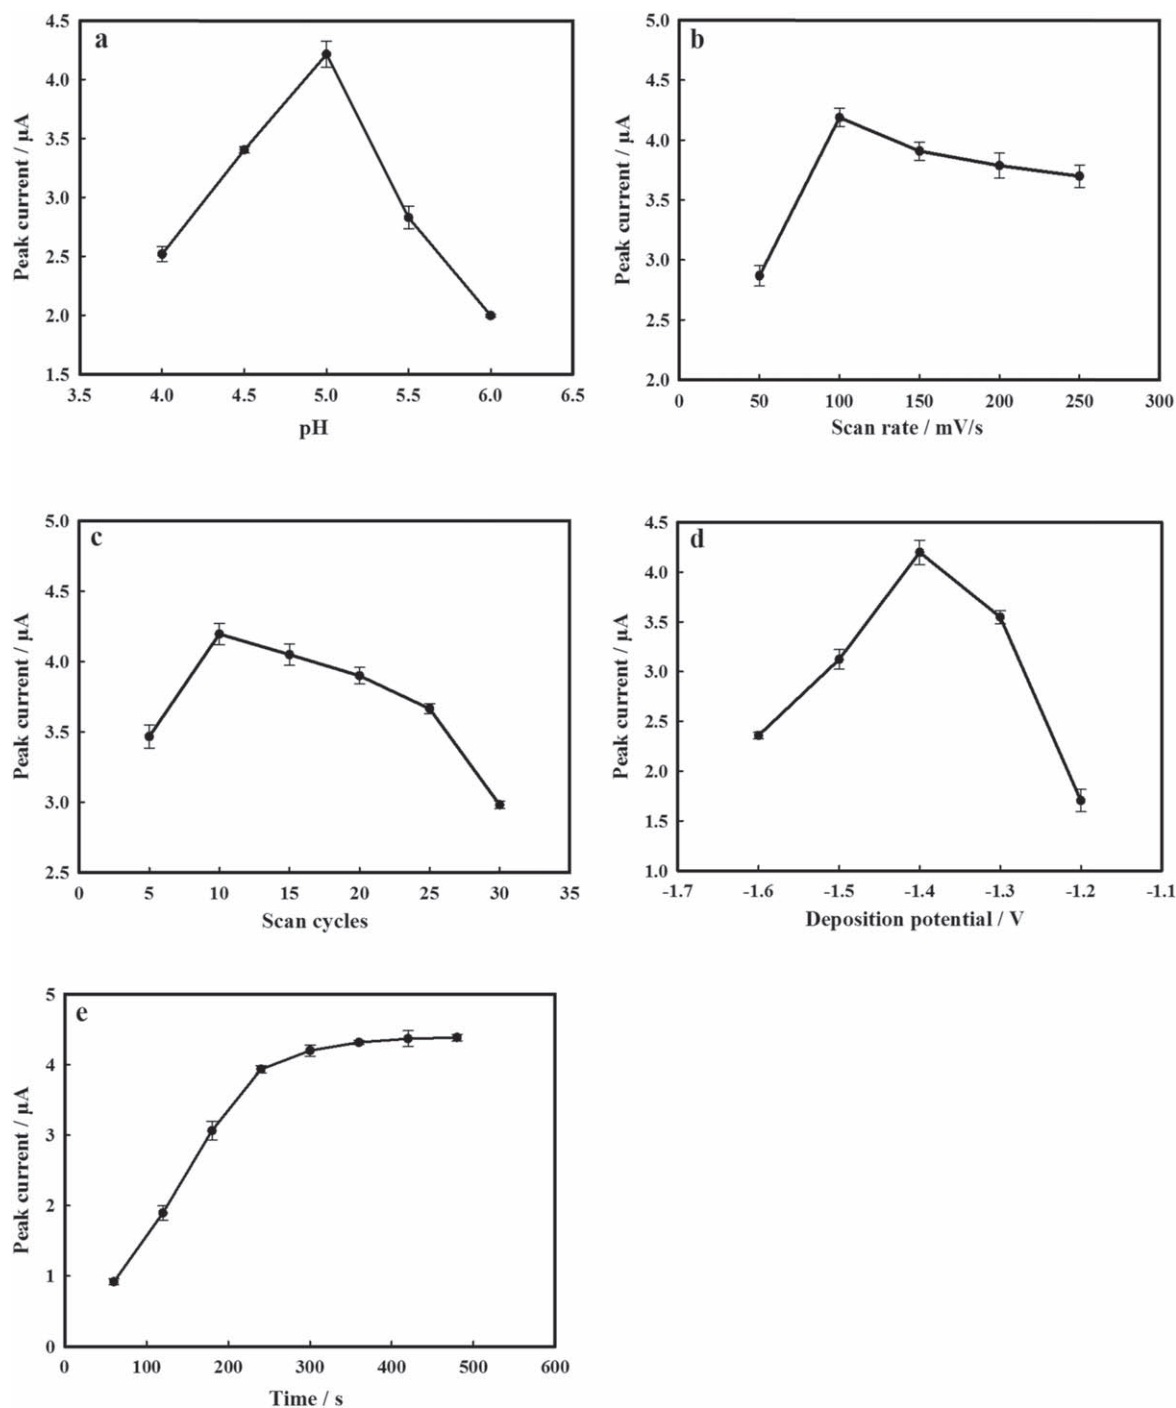 a
Peak current / µA
4.5
4.0
3.5
3.0
2.5
2.0
1.5
3.5 4.0 4.5 5.0 5.5 6.0 6.5
pH
b
Peak current / µA
5.0
4.5
4.0
3.5
3.0
2.5
2.0
0 50 100 150 200 250 300
Scan rate / mV/s
c
Peak current / µA
5.0
4.5
4.0
3.5
3.0
2.5
0 5 10 15 20 25 30 35
Scan cycles
d
Peak current / µA
4.5
4.0
3.5
3.0
2.5
2.0
1.5
1.0
-1.7 -1.6 -1.5 -1.4 -1.3 -1.2 -1.1
Deposition potential / V
e
Peak current / µA
5
4
3
2
1
0
0 100 200 300 400 500 600
Time / s